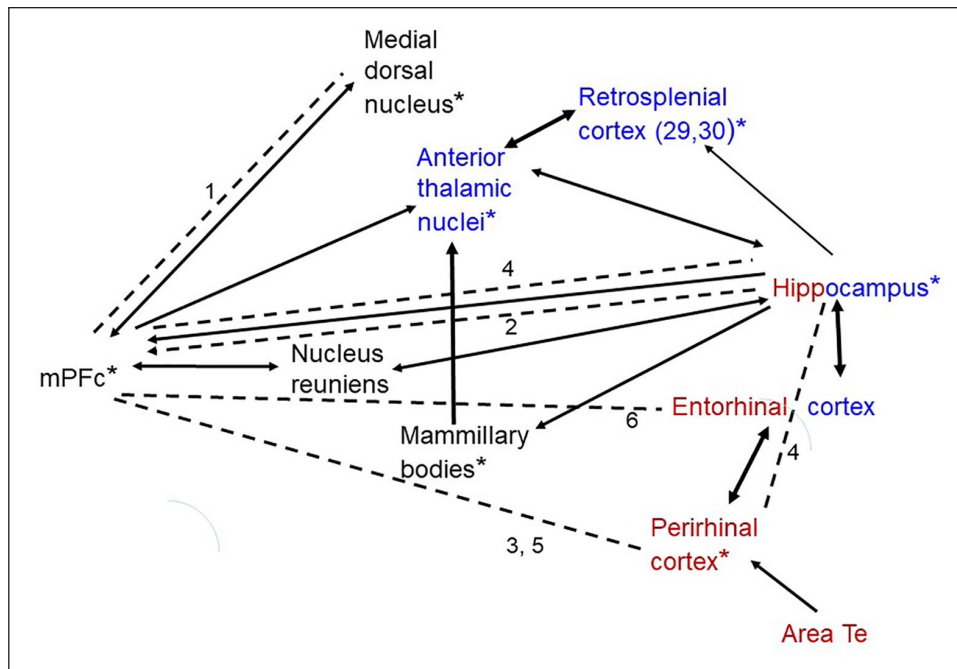 Medial
dorsal
nucleus*
Retrosplenial
cortex (29,30)*
Anterior
thalamic
nuclei*
1
4
Hippocampus*
2
Nucleus
reuniens
mPFc*
Entorhinal cortex
6
Mammillary
bodies*
4
Perirhinal
cortex*
3, 5
Area Te